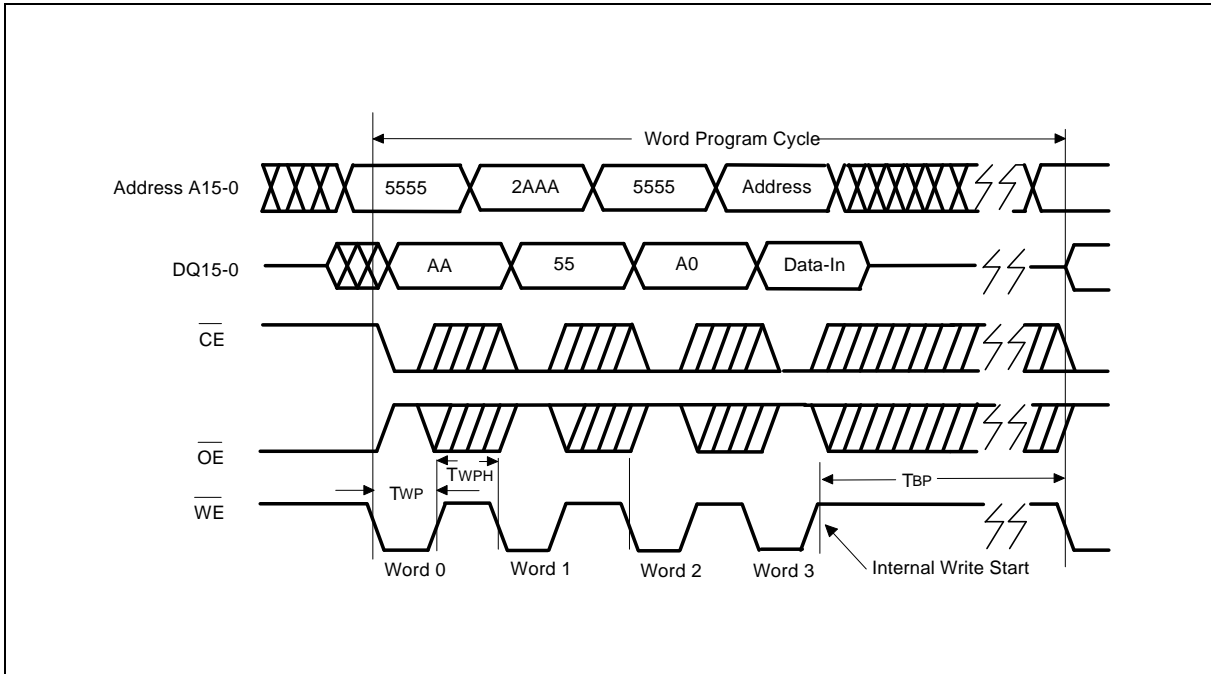 Word Program Cycle
Address A15-0
5555
2AAA
5555
Address
DQ15-0
AA
55
A0
Data-In
CE
OE
TWPH
TWP
TBP
WE
Word 0
Word 1
Word 2
Word 3
Internal Write Start